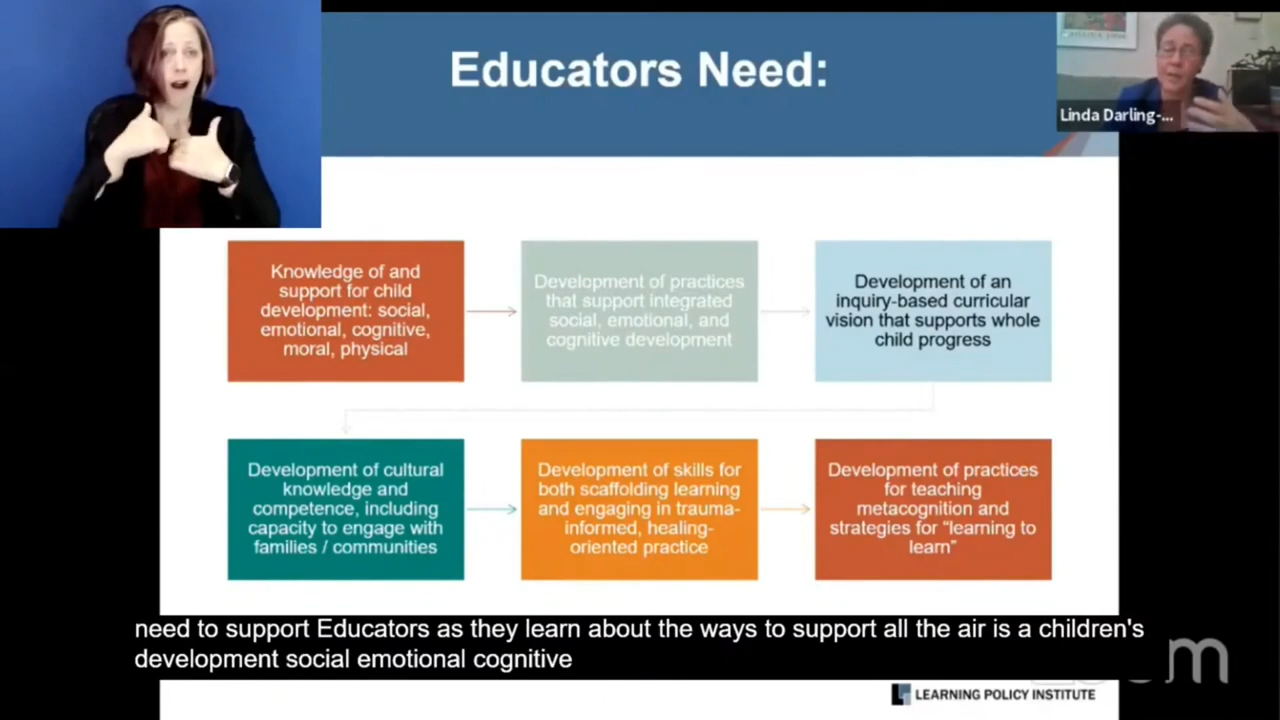 Educators Need:
Linda Darling-...
Knowledge of and
support for child
development: social,
emotional, cognitive,
moral, physical
Development of practices
that support integrated
social, emotional, and
cognitive development
Development of an
inquiry-based curricular
vision that supports whole
child progress
Development of cultural
knowledge and
competence, including
capacity to engage with
families / communities
Development of skills for
both scaffolding learning
and engaging in trauma-
informed, healing-
oriented practice
Development of practices
for teaching
metacognition and
strategies for “learning to
learn”
need to support Educators as they learn about the ways to support all the air is a children's
development social emotional cognitive
LEARNING POLICY INSTITUTE